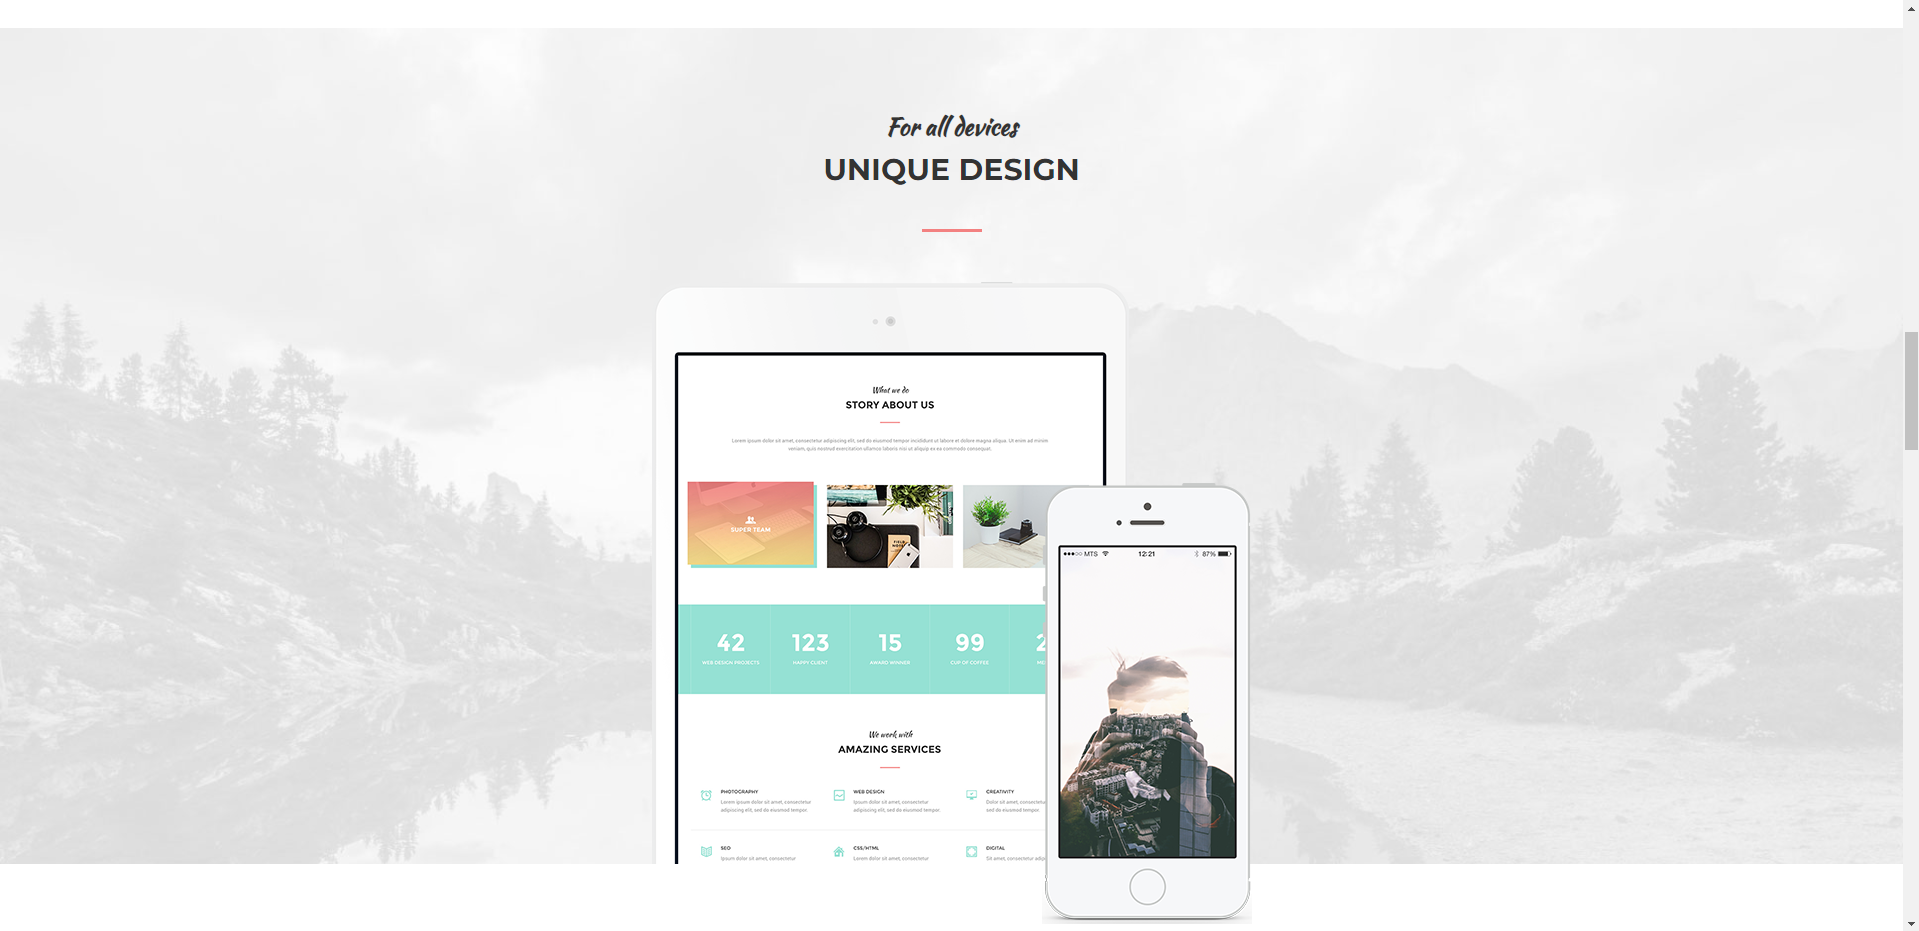 For all devices
UNIQUE DESIGN
What we do
STORY ABOUT US
Lorem ipsum dolor sit amet, consectetur adipiscing elit, sed do eiusmod tempor incididunt ut labore et dolore magna aliqua. Ut enim ad minim
veniam, quis nostrud exercitation ullamco laboris nisi ut aliquip ex ea commodo consequat.
SUPER TEAM
FIELD NOTES
●●●○○ MTS 12:21 87%
42 123 15 99 2
WEB DESIGN PROJECTS HAPPY CLIENT AWARD WINNER CUP OF COFFEE ME
We work with
AMAZING SERVICES
PHOTOGRAPHY
Lorem ipsum dolor sit amet, consectetur
adipiscing elit, sed do eiusmod tempor.
WEB DESIGN
Ipsum dolor sit amet, consectetur
adipiscing elit, sed do eiusmod tempor.
CREATIVITY
Dolor sit amet, consectetu
sed do eiusmod tempor.
SEO
Ipsum dolor sit amet, consectetur
CSS/HTML
Lorem dolor sit amet, consectetur
DIGITAL
Sit amet, consectetur adip